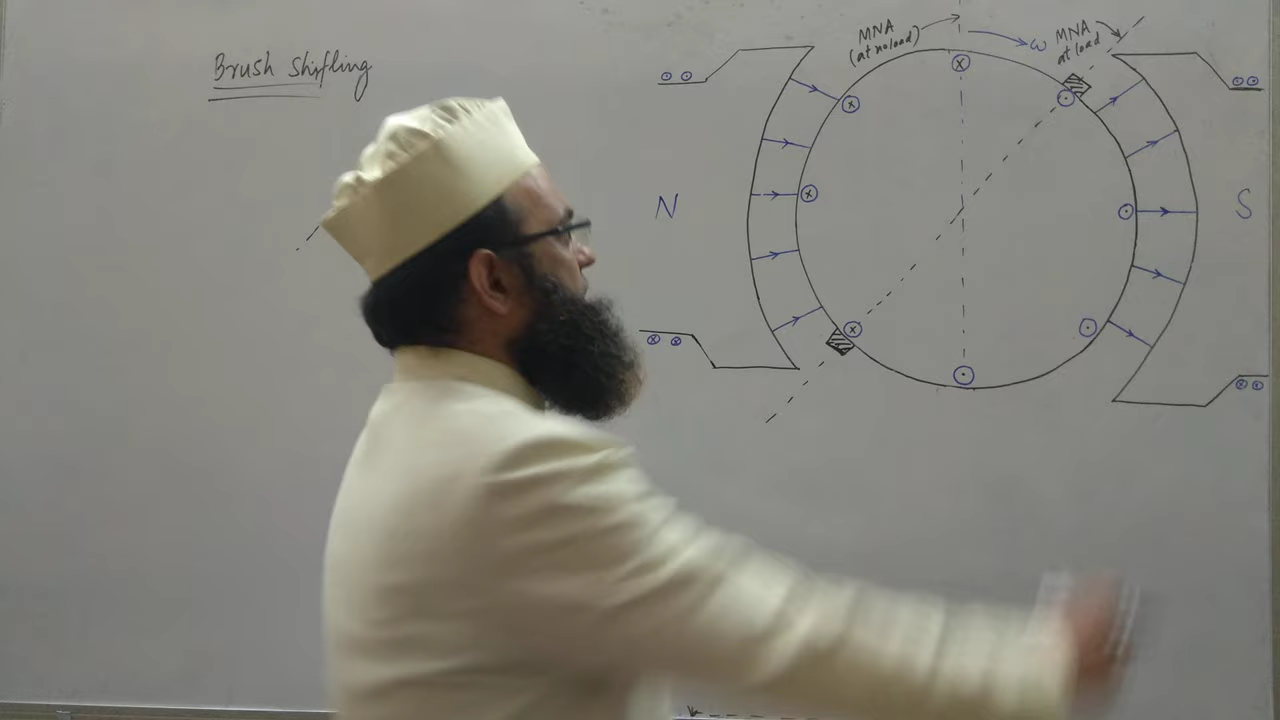 Brush Shifting
MNA
(at no load)
ω
MNA
at load
N
S